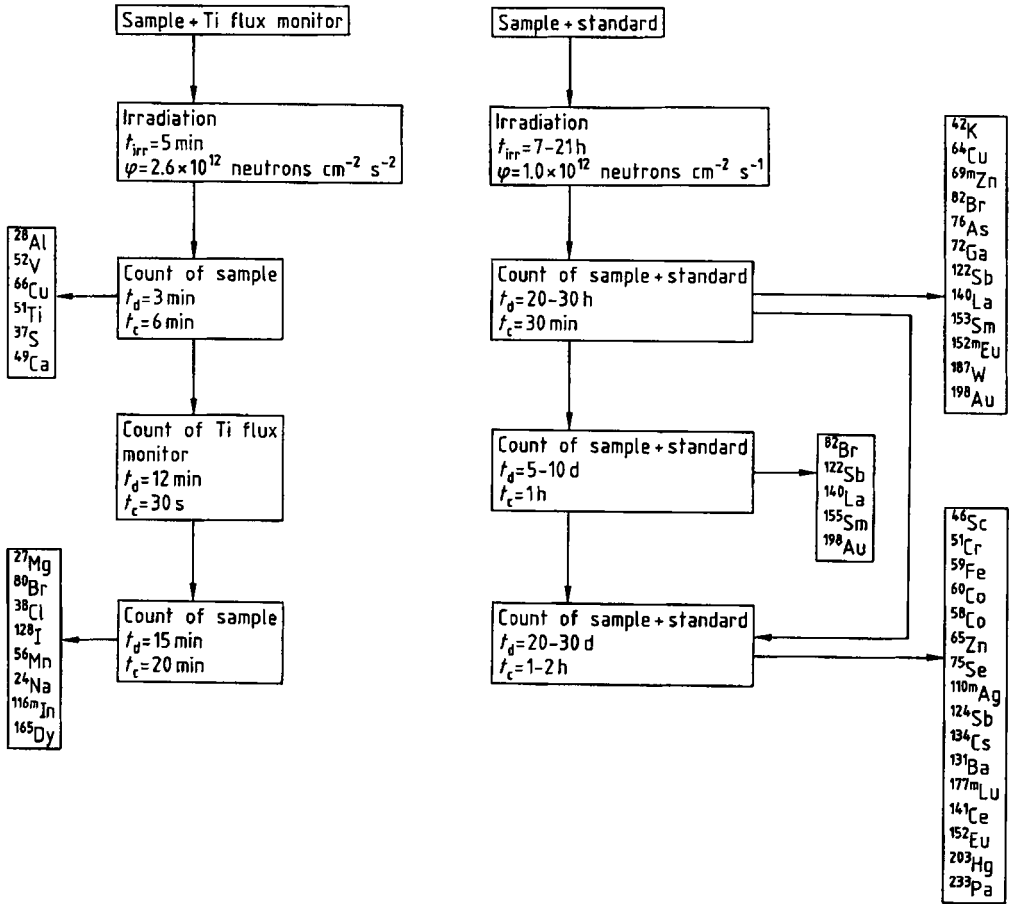 Sample + Ti flux monitor
Irradiation
t_irr = 5 min
φ = 2.6 × 10¹² neutrons cm⁻² s⁻²
Count of sample
t_d = 3 min
t_c = 6 min
²⁸Al
⁵²V
⁶⁶Cu
⁵¹Ti
³⁷S
⁴⁹Ca
Count of Ti flux
monitor
t_d = 12 min
t_c = 30 s
Count of sample
t_d = 15 min
t_c = 20 min
²⁷Mg
⁸⁰Br
³⁸Cl
¹²⁸I
⁵⁶Mn
²⁴Na
¹¹⁶ᵐIn
¹⁶⁵Dy
Sample + standard
Irradiation
t_irr = 7–21 h
φ = 1.0 × 10¹² neutrons cm⁻² s⁻¹
Count of sample + standard
t_d = 20–30 h
t_c = 30 min
⁴²K
⁶⁴Cu
⁶⁹ᵐZn
⁸²Br
⁷⁶As
⁷²Ga
¹²²Sb
¹⁴⁰La
¹⁵³Sm
¹⁵²ᵐEu
¹⁸⁷W
¹⁹⁸Au
Count of sample + standard
t_d = 5–10 d
t_c = 1 h
⁸²Br
¹²²Sb
¹⁴⁰La
¹⁵⁵Sm
¹⁹⁸Au
Count of sample + standard
t_d = 20–30 d
t_c = 1–2 h
⁴⁶Sc
⁵¹Cr
⁵⁹Fe
⁶⁰Co
⁵⁸Co
⁶⁵Zn
⁷⁵Se
¹¹⁰ᵐAg
¹²⁴Sb
¹³⁴Cs
¹³¹Ba
¹⁷⁷ᵐLu
¹⁴¹Ce
¹⁵²Eu
²⁰³Hg
²³³Pa